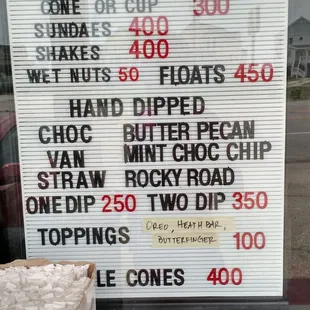 CONE OR CUP 300
SUNDAES 400
SHAKES 400
WET NUTS 50 FLOATS 450
HAND DIPPED
CHOC BUTTER PECAN
VAN MINT CHOC CHIP
STRAW ROCKY ROAD
ONE DIP 250 TWO DIP 350
TOPPINGS OREO, HEATH BAR,
BUTTERFINGER 100
LE CONES 400